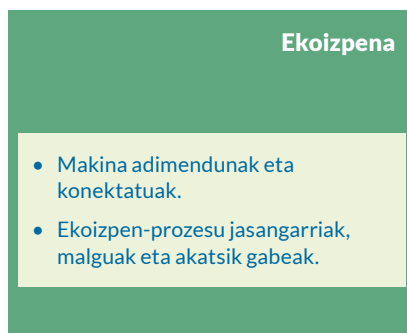 Ekoizpena
• Makina adimendunak eta
konektatuak.
• Ekoizpen-prozesu jasangarriak,
malguak eta akatsik gabeak.